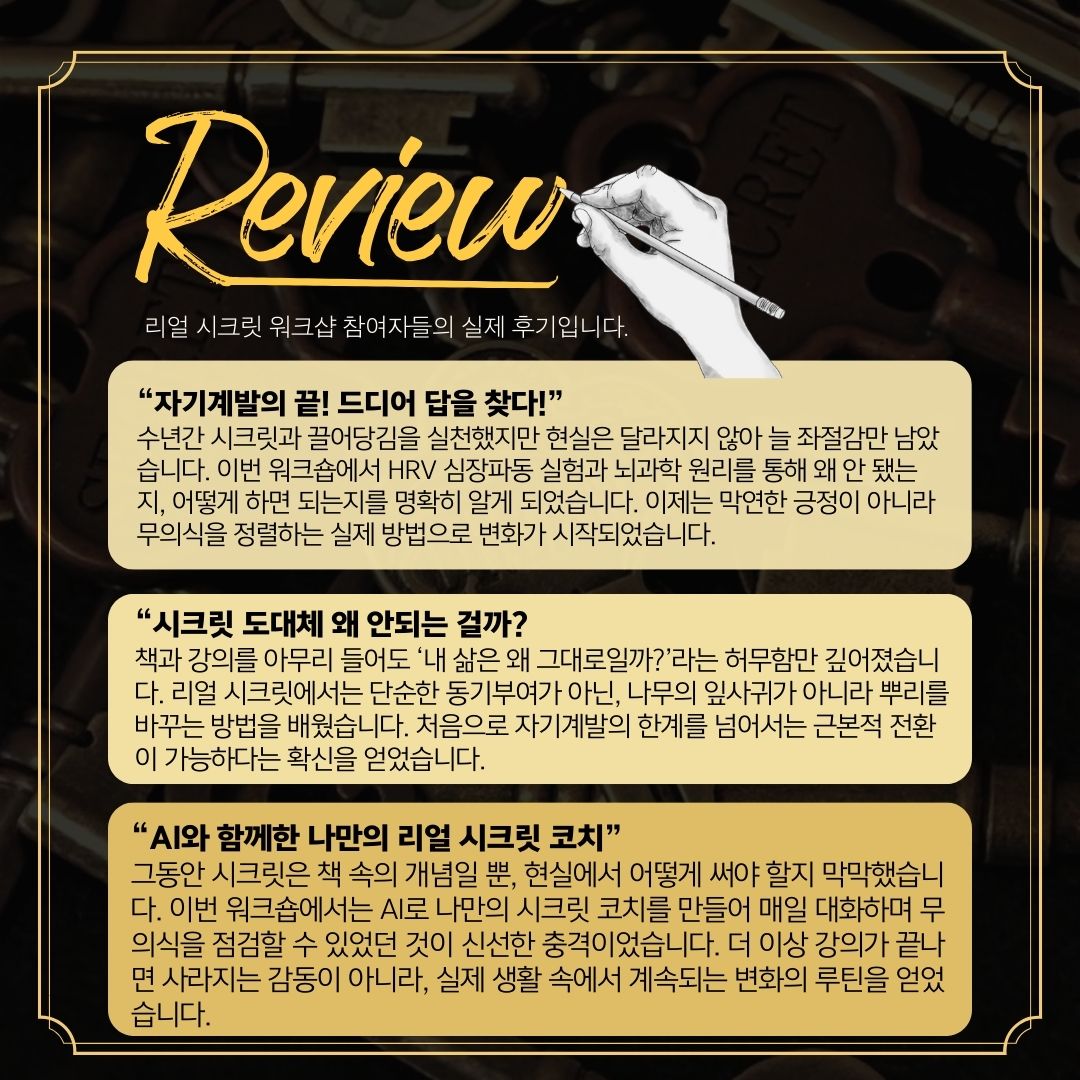 Review
리얼 시크릿 워크샵 참여자들의 실제 후기입니다.
“자기계발의 끝! 드디어 답을 찾다!”
수년간 시크릿과 끌어당김을 실천했지만 현실은 달라지지 않아 늘 좌절감만 남았
습니다. 이번 워크숍에서 HRV 심장파동 실험과 뇌과학 원리를 통해 왜 안 됐는
지, 어떻게 하면 되는지를 명확히 알게 되었습니다. 이제는 막연한 긍정이 아니라
무의식을 정렬하는 실제 방법으로 변화가 시작되었습니다.
“시크릿 도대체 왜 안되는 걸까?
책과 강의를 아무리 들어도 ‘내 삶은 왜 그대로일까?’라는 허무함만 깊어졌습니
다. 리얼 시크릿에서는 단순한 동기부여가 아닌, 나무의 잎사귀가 아니라 뿌리를
바꾸는 방법을 배웠습니다. 처음으로 자기계발의 한계를 넘어서는 근본적 전환
이 가능하다는 확신을 얻었습니다.
“AI와 함께한 나만의 리얼 시크릿 코치”
그동안 시크릿은 책 속의 개념일 뿐, 현실에서 어떻게 써야 할지 막막했습니
다. 이번 워크숍에서는 AI로 나만의 시크릿 코치를 만들어 매일 대화하며 무
의식을 점검할 수 있었던 것이 신선한 충격이었습니다. 더 이상 강의가 끝나
면 사라지는 감동이 아니라, 실제 생활 속에서 계속되는 변화의 루틴을 얻었
습니다.
SECRET